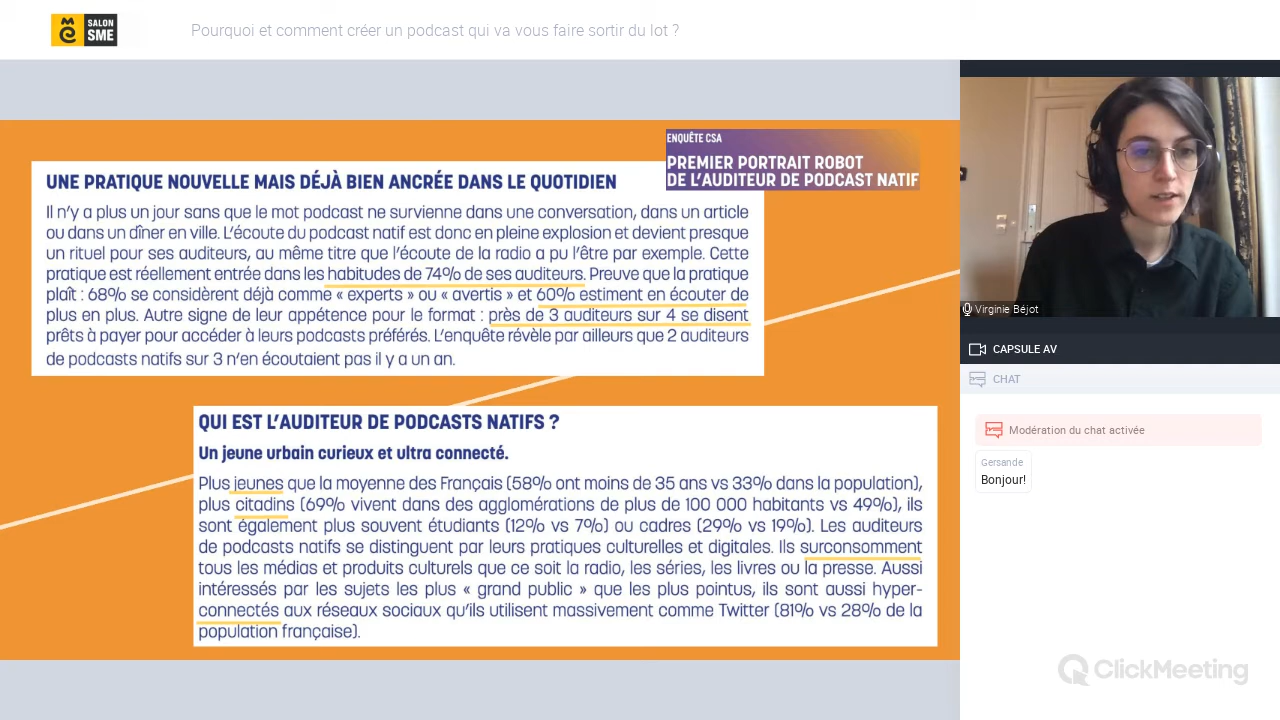 SALON
SME
Pourquoi et comment créer un podcast qui va vous faire sortir du lot ?
ENQUÊTE CSA
PREMIER PORTRAIT ROBOT
DE L'AUDITEUR DE PODCAST NATIF
UNE PRATIQUE NOUVELLE MAIS DÉJÀ BIEN ANCRÉE DANS LE QUOTIDIEN
Il n'y a plus un jour sans que le mot podcast ne survienne dans une conversation, dans un article
ou dans un dîner en ville. L'écoute du podcast natif est donc en pleine explosion et devient presque
un rituel pour ses auditeurs, au même titre que l'écoute de la radio a pu l'être par exemple. Cette
pratique est réellement entrée dans les habitudes de 74% de ses auditeurs. Preuve que la pratique
plaît : 68% se considèrent déjà comme « experts » ou « avertis » et 60% estiment en écouter de
plus en plus. Autre signe de leur appétence pour le format : près de 3 auditeurs sur 4 se disent
prêts à payer pour accéder à leurs podcasts préférés. L'enquête révèle par ailleurs que 2 auditeurs
de podcasts natifs sur 3 n'en écoutaient pas il y a un an.
QUI EST L'AUDITEUR DE PODCASTS NATIFS ?
Un jeune urbain curieux et ultra connecté.
Plus jeunes que la moyenne des Français (58% ont moins de 35 ans vs 33% dans la population),
plus citadins (69% vivent dans des agglomérations de plus de 100 000 habitants vs 49%), ils
sont également plus souvent étudiants (12% vs 7%) ou cadres (29% vs 19%). Les auditeurs
de podcasts natifs se distinguent par leurs pratiques culturelles et digitales. Ils surconsomment
tous les médias et produits culturels que ce soit la radio, les séries, les livres ou la presse. Aussi
intéressés par les sujets les plus « grand public » que les plus pointus, ils sont aussi hyper-
connectés aux réseaux sociaux qu'ils utilisent massivement comme Twitter (81% vs 28% de la
population française).
Virginie Béjot
CAPSULE AV
CHAT
Modération du chat activée
Gersande
Bonjour!
ClickMeeting